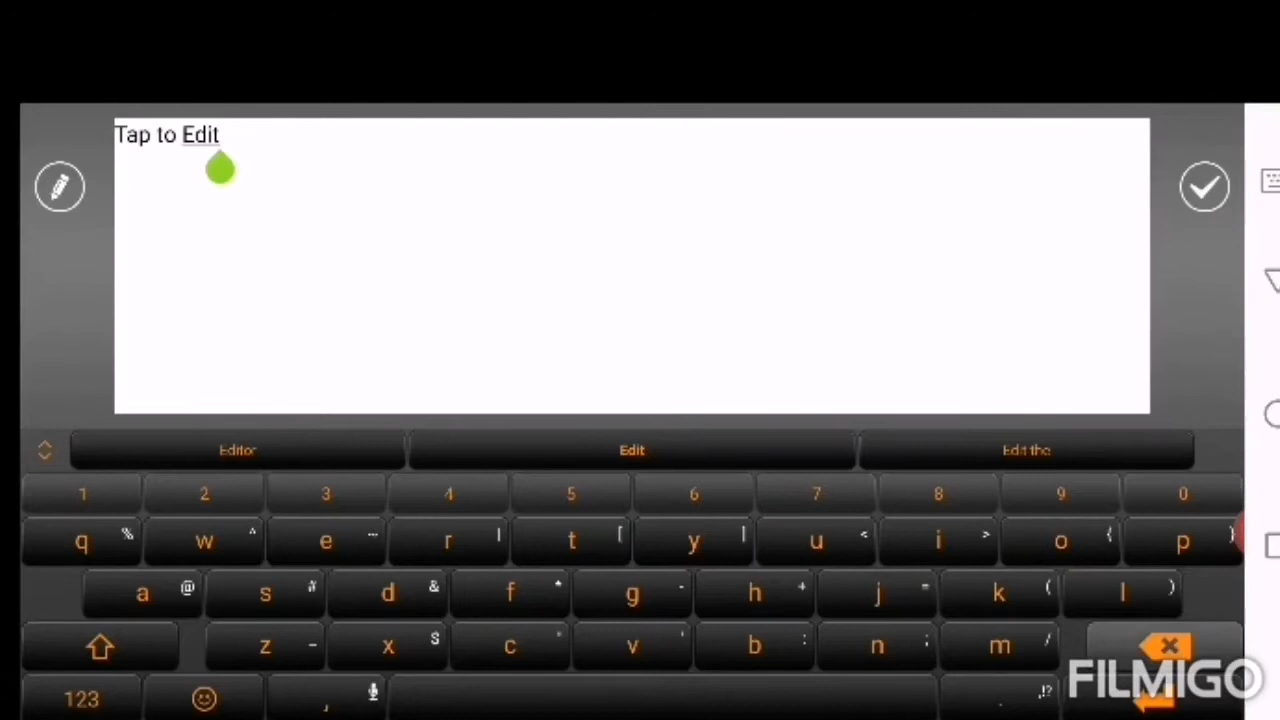 Tap to Edit
Editor Edit Edit the
1 2 3 4 5 6 7 8 9 0
q % w ^ e r | t [ y ] u < i > o { p }
a @ s # d & f * g - h + j = k ( l )
z _ x $ c " v ' b : n ; m /
123 , . ,!?
FILMIGO